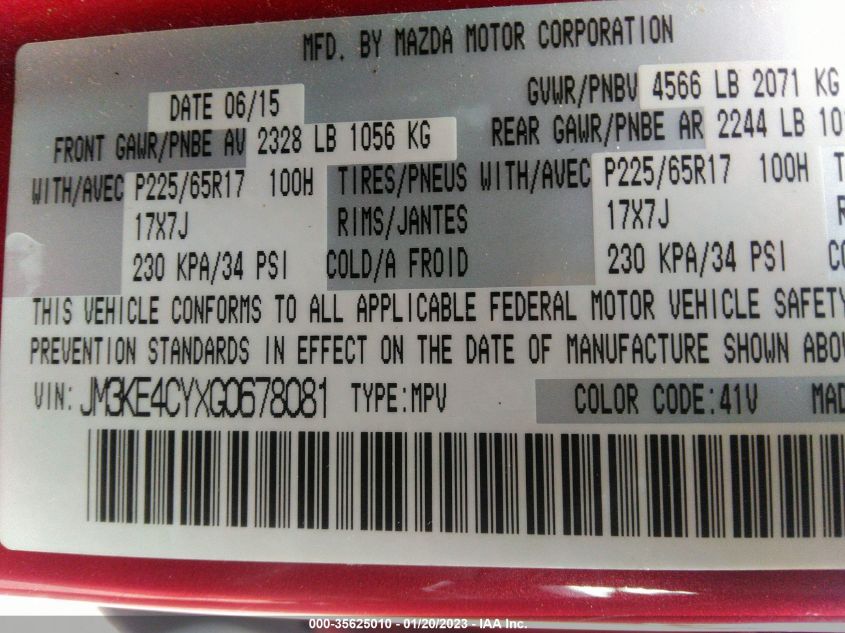 MFD. BY MAZDA MOTOR CORPORATION
DATE 06/15 GVWR/PNBV 4566 LB 2071 KG
FRONT GAWR/PNBE AV 2328 LB 1056 KG REAR GAWR/PNBE AR 2244 LB 10
WITH/AVEC P225/65R17 100H TIRES/PNEUS WITH/AVEC P225/65R17 100H
17X7J RIMS/JANTES 17X7J
230 KPA/34 PSI COLD/A FROID 230 KPA/34 PSI
THIS VEHICLE CONFORMS TO ALL APPLICABLE FEDERAL MOTOR VEHICLE SAFETY
PREVENTION STANDARDS IN EFFECT ON THE DATE OF MANUFACTURE SHOWN ABOV
VIN: JM3KE4CYXG0678081 TYPE:MPV COLOR CODE:41V MAD
000-35625010 - 01/20/2023 - IAA Inc.